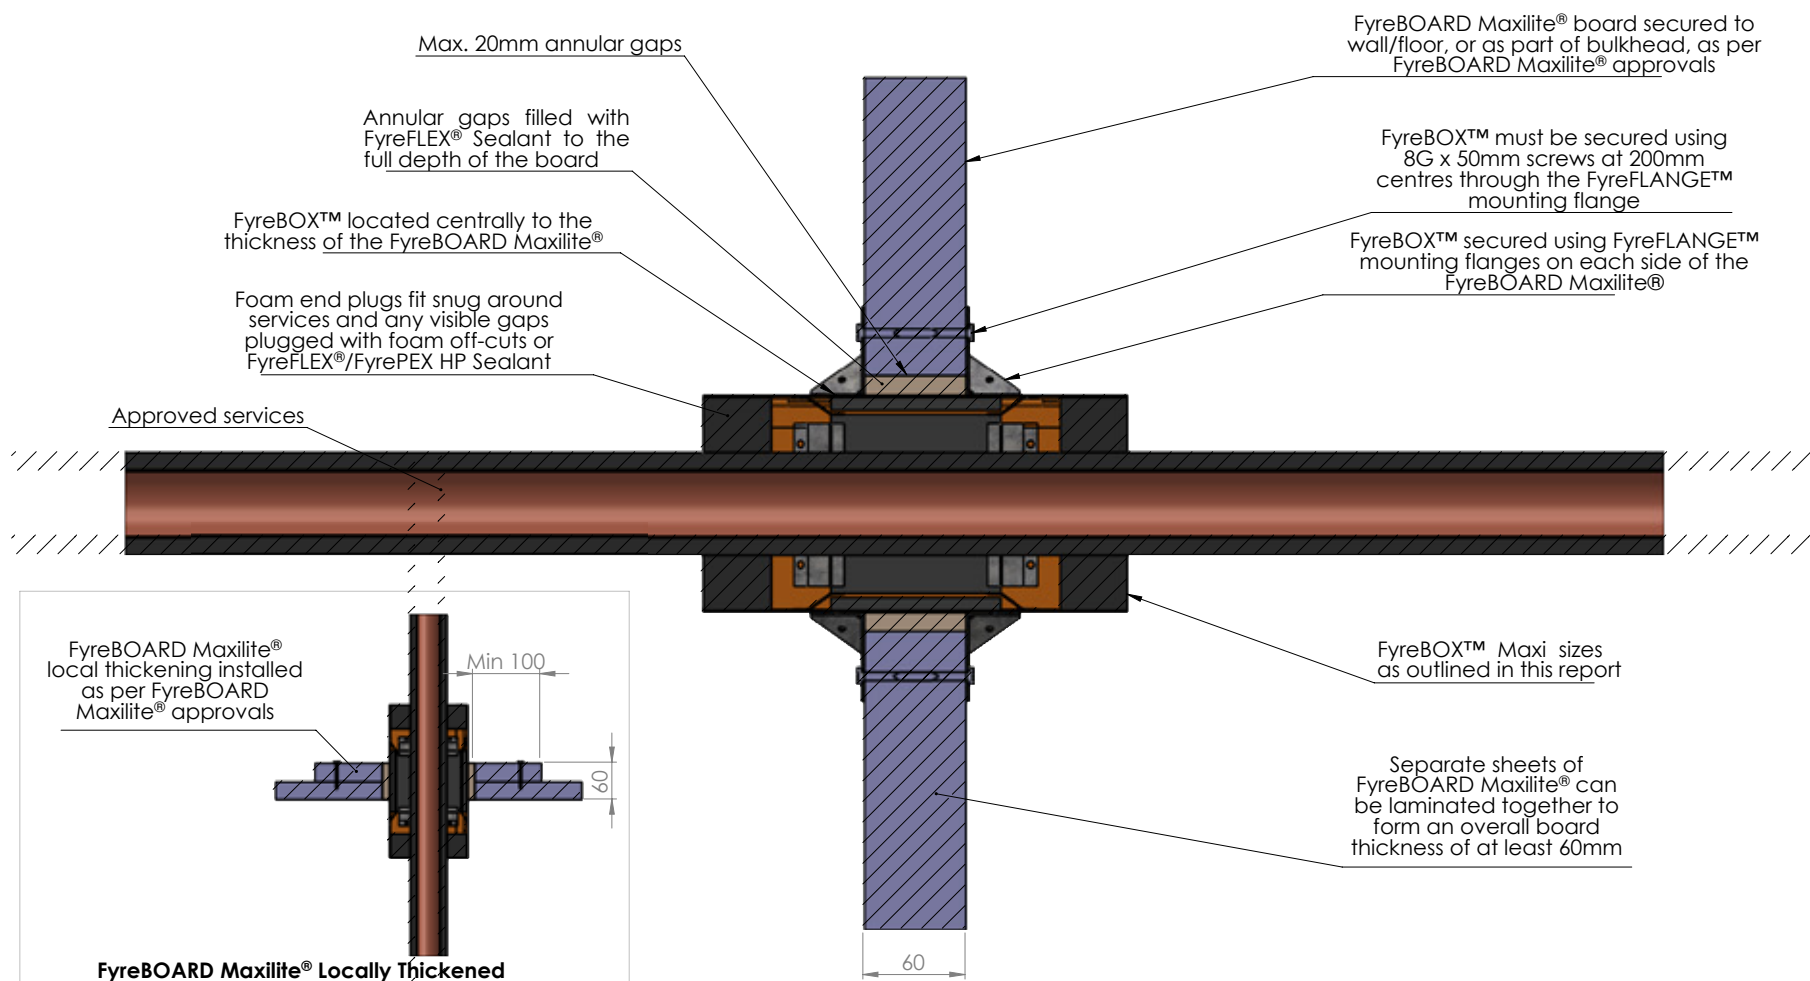 Max. 20mm annular gaps
Annular gaps filled with
FyreFLEX® Sealant to the
full depth of the board
FyreBOX™ located centrally to the
thickness of the FyreBOARD Maxilite®
Foam end plugs fit snug around
services and any visible gaps
plugged with foam off-cuts or
FyreFLEX®/FyrePEX HP Sealant
Approved services
FyreBOARD Maxilite® board secured to
wall/floor, or as part of bulkhead, as per
FyreBOARD Maxilite® approvals
FyreBOX™ must be secured using
8G x 50mm screws at 200mm
centres through the FyreFLANGE™
mounting flange
FyreBOX™ secured using FyreFLANGE™
mounting flanges on each side of the
FyreBOARD Maxilite®
FyreBOX™ Maxi sizes
as outlined in this report
Separate sheets of
FyreBOARD Maxilite® can
be laminated together to
form an overall board
thickness of at least 60mm
60
FyreBOARD Maxilite®
local thickening installed
as per FyreBOARD
Maxilite® approvals
Min 100
60
FyreBOARD Maxilite® Locally Thickened